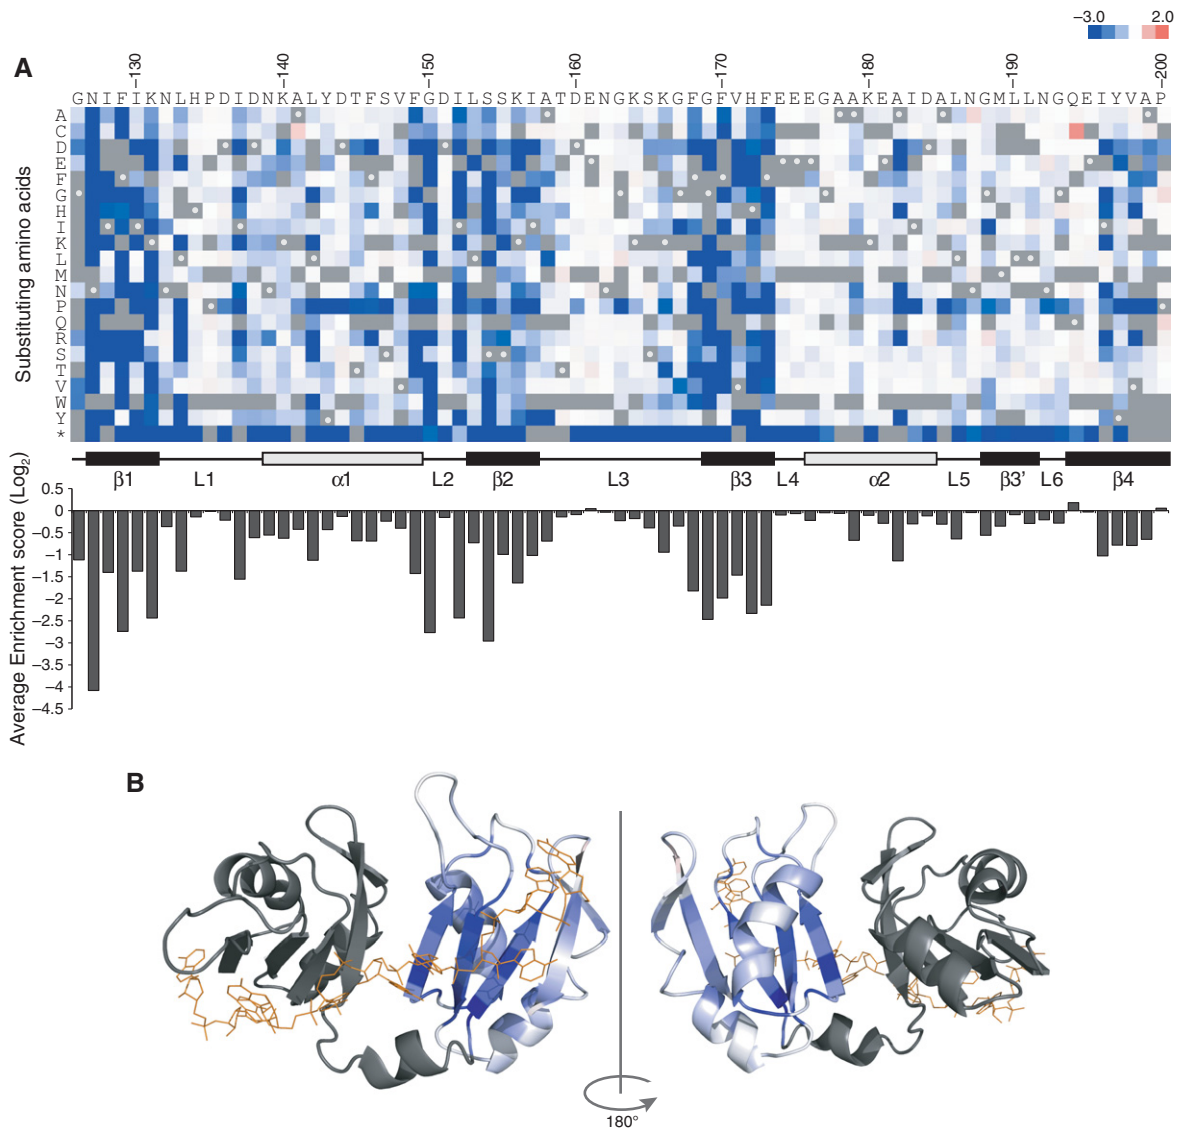 −3.0 2.0
A
−130 −140 −150 −160 −170 −180 −190 −200
GNIFIKNLHPDIDNKALYDTFSVFGDILSSKIATDENGKSKGFGFVHFEEEGAAKEAIDALNGMLLNGQEIYVAP
Substituting amino acids
A
C
D
E
F
G
H
I
K
L
M
N
P
Q
R
S
T
V
W
Y
*
β1 L1 α1 L2 β2 L3 β3 L4 α2 L5 β3' L6 β4
Average Enrichment score (Log2)
0.5
0
−0.5
−1
−1.5
−2
−2.5
−3
−3.5
−4
−4.5
B
180°